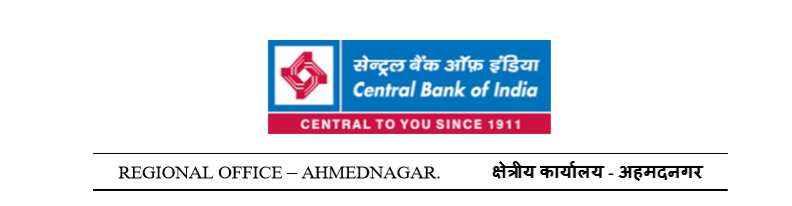 सेन्ट्रल बैंक ऑफ़ इंडिया
Central Bank of India
CENTRAL TO YOU SINCE 1911
REGIONAL OFFICE – AHMEDNAGAR. क्षेत्रीय कार्यालय - अहमदनगर